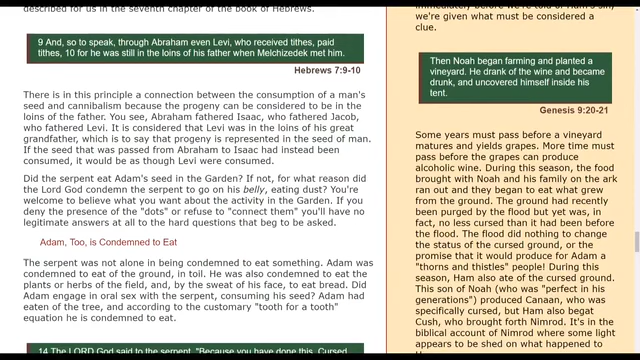 described for us in the seventh chapter of the book of Hebrews.
9 And, so to speak, through Abraham even Levi, who received tithes, paid
tithes, 10 for he was still in the loins of his father when Melchizedek met him.
Hebrews 7:9-10
There is in this principle a connection between the consumption of a man's
seed and cannibalism because the progeny can be considered to be in the
loins of the father. You see, Abraham fathered Isaac, who fathered Jacob,
who fathered Levi. It is considered that Levi was in the loins of his great
grandfather, which is to say that progeny is represented in the seed of man.
If the seed that was passed from Abraham to Isaac had instead been
consumed, it would be as though Levi were consumed.
Did the serpent eat Adam's seed in the Garden? If not, for what reason did
the Lord God condemn the serpent to go on his belly, eating dust? You're
welcome to believe what you want about the activity in the Garden. If you
deny the presence of the "dots" or refuse to "connect them" you'll have no
legitimate answers at all to the hard questions that beg to be asked.
Adam, Too, is Condemned to Eat
The serpent was not alone in being condemned to eat something. Adam was
condemned to eat of the ground, in toil. He was also condemned to eat the
plants or herbs of the field, and, by the sweat of his face, to eat bread. Did
Adam engage in oral sex with the serpent, consuming his seed? Adam had
eaten of the tree, and according to the customary "tooth for a tooth"
equation he is condemned to eat.
14 The LORD God said to the serpent, "Because you have done this, Cursed
immediately before we're told of Ham's sin,
we're given what must be considered a
clue.
Then Noah began farming and planted a
vineyard. He drank of the wine and became
drunk, and uncovered himself inside his
tent.
Genesis 9:20-21
Some years must pass before a vineyard
matures and yields grapes. More time must
pass before the grapes can produce
alcoholic wine. During this season, the food
brought with Noah and his family on the ark
ran out and they began to eat what grew
from the ground. The ground had recently
been purged by the flood but yet was, in
fact, no less cursed than it had been before
the flood. The flood did nothing to change
the status of the cursed ground, or the
promise that it would produce for Adam a
"thorns and thistles" people! During this
season, Ham also ate of the cursed ground.
This son of Noah (who was "perfect in his
generations") produced Canaan, who was
specifically cursed, but Ham also begat
Cush, who brought forth Nimrod. It's in the
biblical account of Nimrod where some light
appears to be shed on what happened to